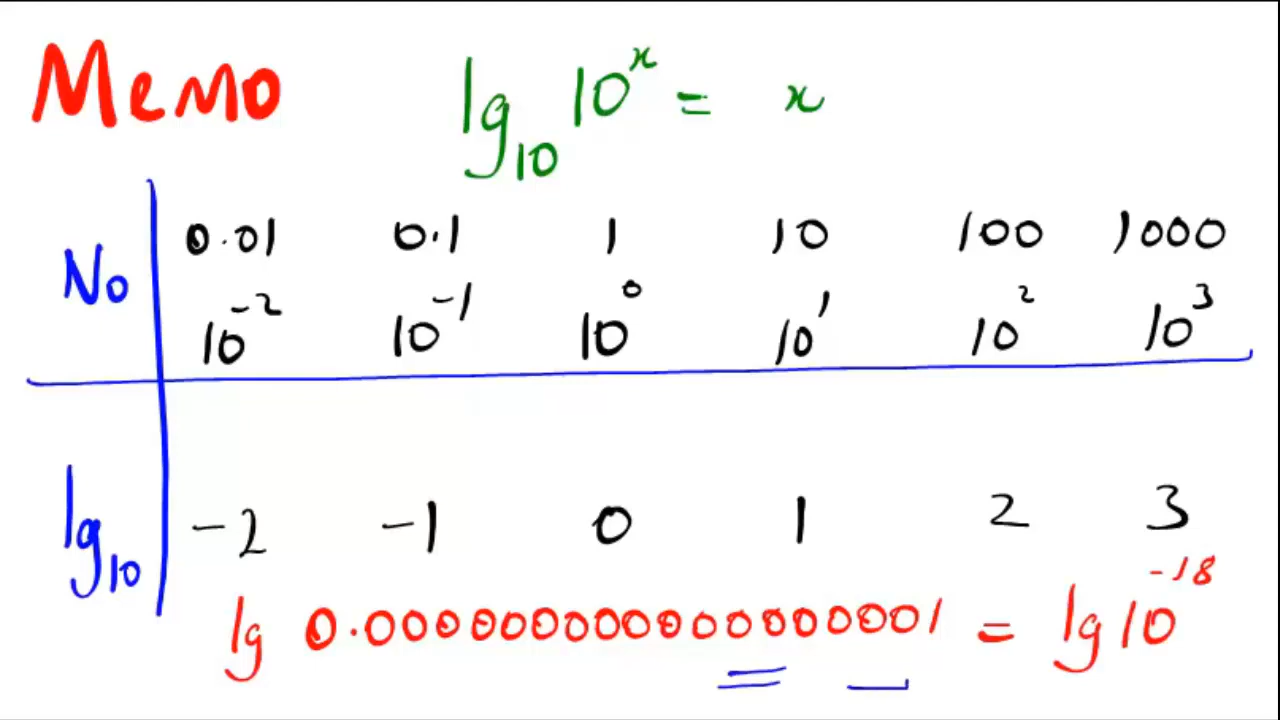 Memo
lg₁₀ 10ˣ = x
No 0.01 0.1 1 10 100 1000
10⁻² 10⁻¹ 10⁰ 10¹ 10² 10³
lg₁₀ -2 -1 0 1 2 3
lg 0.000000000000000001 = lg 10⁻¹⁸